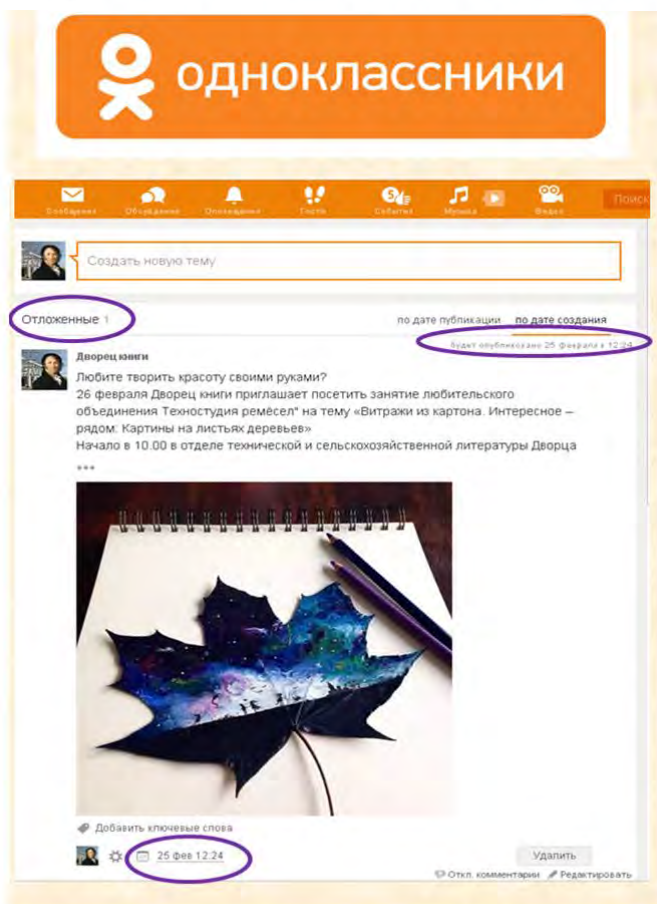 одноклассники
Сообщения Обсуждения Оповещения Гости 5 События Музыка Видео Поиск
Создать новую тему
Отложенные 1 по дате публикации по дате создания
будет опубликовано 25 февраля в 12:24
Дворец книги
Любите творить красоту своими руками?
26 февраля Дворец книги приглашает посетить занятие любительского
объединения Техностудия ремёсел" на тему «Витражи из картона. Интересное –
рядом: Картины на листьях деревьев»
Начало в 10.00 в отделе технической и сельскохозяйственной литературы Дворца
***
Добавить ключевые слова
25 фев 12:24 Удалить
Откл. комментарии Редактировать